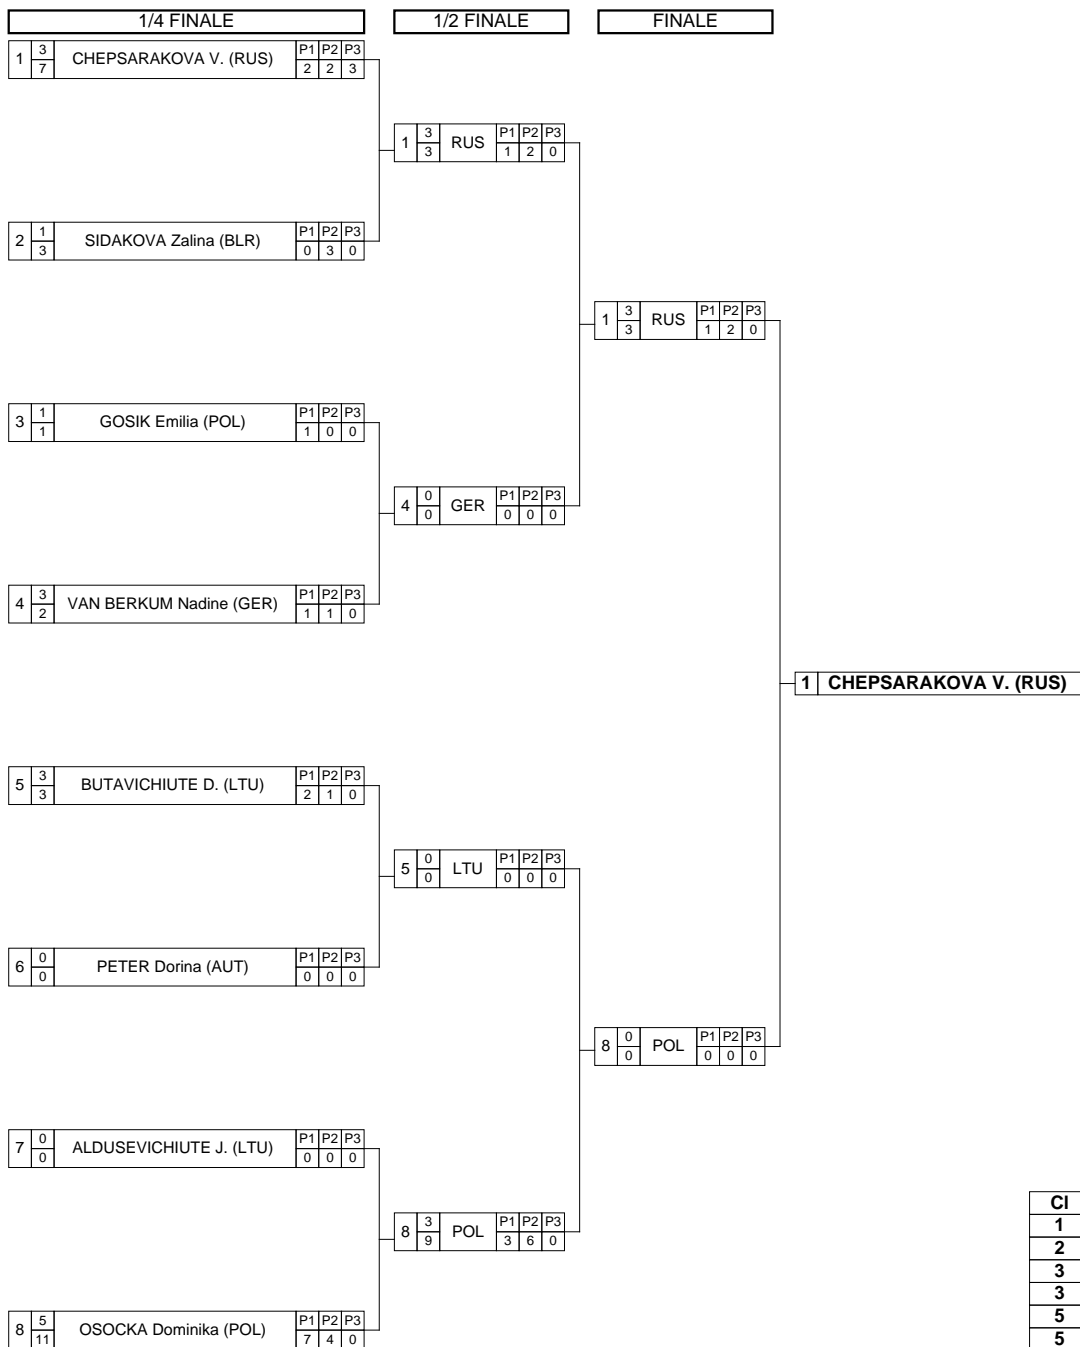 1/4 FINALE 1/2 FINALE FINALE
1 3 7 CHEPSARAKOVA V. (RUS) P1 P2 P3 2 2 3
1 3 3 RUS P1 P2 P3 1 2 0
2 1 3 SIDAKOVA Zalina (BLR) P1 P2 P3 0 3 0
1 3 3 RUS P1 P2 P3 1 2 0
3 1 1 GOSIK Emilia (POL) P1 P2 P3 1 0 0
4 0 0 GER P1 P2 P3 0 0 0
4 3 2 VAN BERKUM Nadine (GER) P1 P2 P3 1 1 0
1 CHEPSARAKOVA V. (RUS)
5 3 3 BUTAVICHIUTE D. (LTU) P1 P2 P3 2 1 0
5 0 0 LTU P1 P2 P3 0 0 0
6 0 0 PETER Dorina (AUT) P1 P2 P3 0 0 0
8 0 0 POL P1 P2 P3 0 0 0
7 0 0 ALDUSEVICHIUTE J. (LTU) P1 P2 P3 0 0 0
8 3 9 POL P1 P2 P3 3 6 0
8 5 11 OSOCKA Dominika (POL) P1 P2 P3 7 4 0
Cl
1
2
3
3
5
5